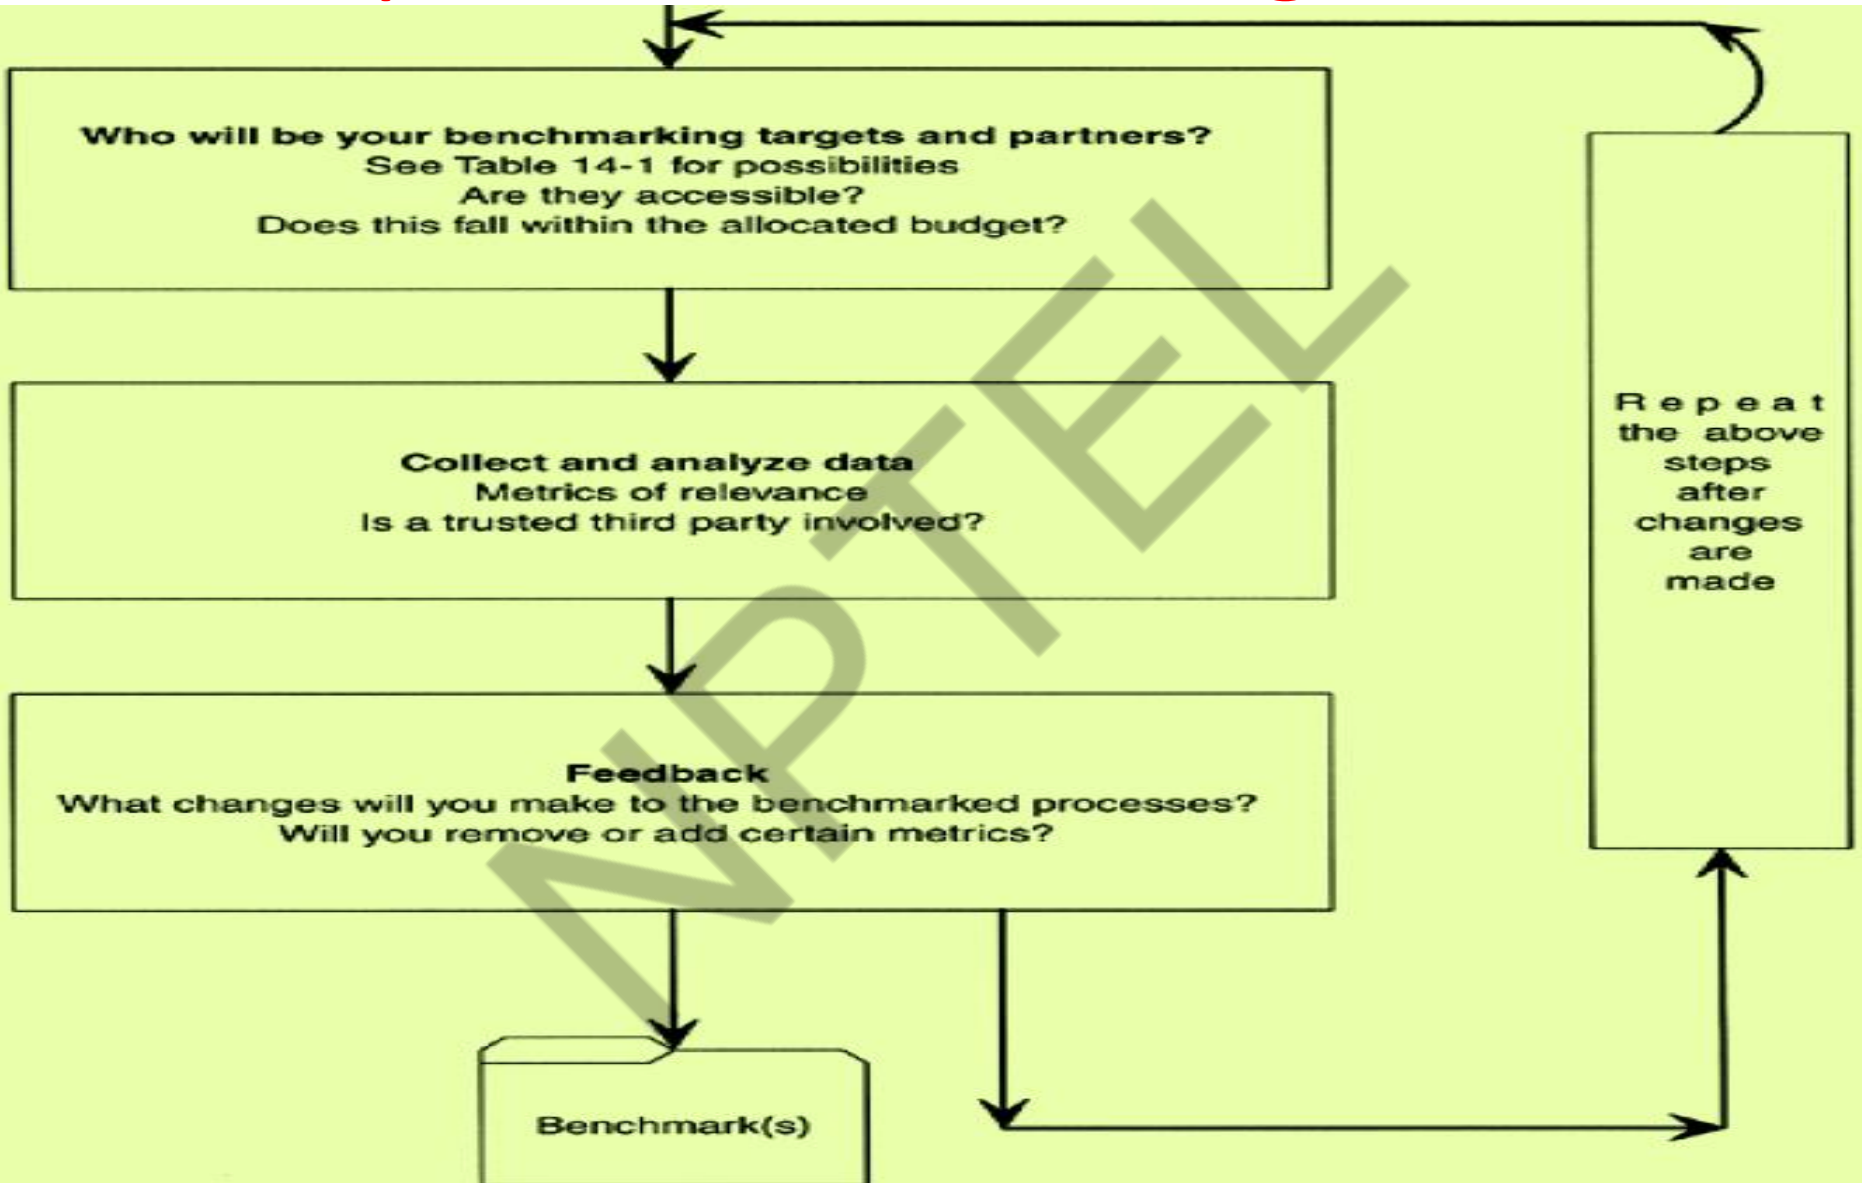 Who will be your benchmarking targets and partners?
See Table 14-1 for possibilities
Are they accessible?
Does this fall within the allocated budget?
Collect and analyze data
Metrics of relevance
Is a trusted third party involved?
Feedback
What changes will you make to the benchmarked processes?
Will you remove or add certain metrics?
Benchmark(s)
Repeat
the above
steps
after
changes
are
made
NPTEL